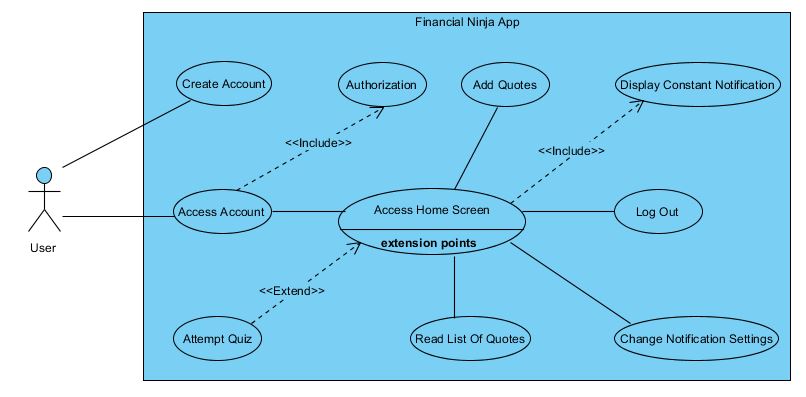 Financial Ninja App
Create Account
Authorization
Add Quotes
Display Constant Notification
<<Include>>
<<Include>>
Access Account
Access Home Screen
Log Out
User
extension points
<<Extend>>
Attempt Quiz
Read List Of Quotes
Change Notification Settings